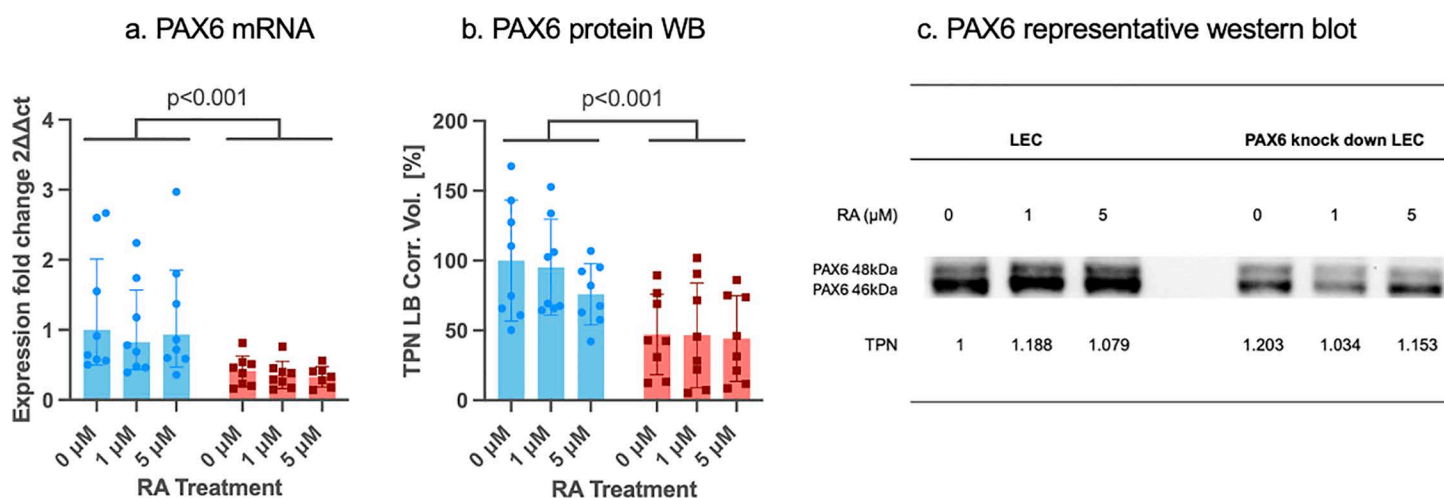 a. PAX6 mRNA
p<0.001
Expression fold change 2ΔΔct
4
3
2
1
0
0 µM
1 µM
5 µM
0 µM
1 µM
5 µM
RA Treatment
b. PAX6 protein WB
p<0.001
TPN LB Corr. Vol. [%]
200
150
100
50
0
0 µM
1 µM
5 µM
0 µM
1 µM
5 µM
RA Treatment
c. PAX6 representative western blot
LEC PAX6 knock down LEC
RA (µM) 0 1 5 0 1 5
PAX6 48kDa
PAX6 46kDa
TPN 1 1.188 1.079 1.203 1.034 1.153